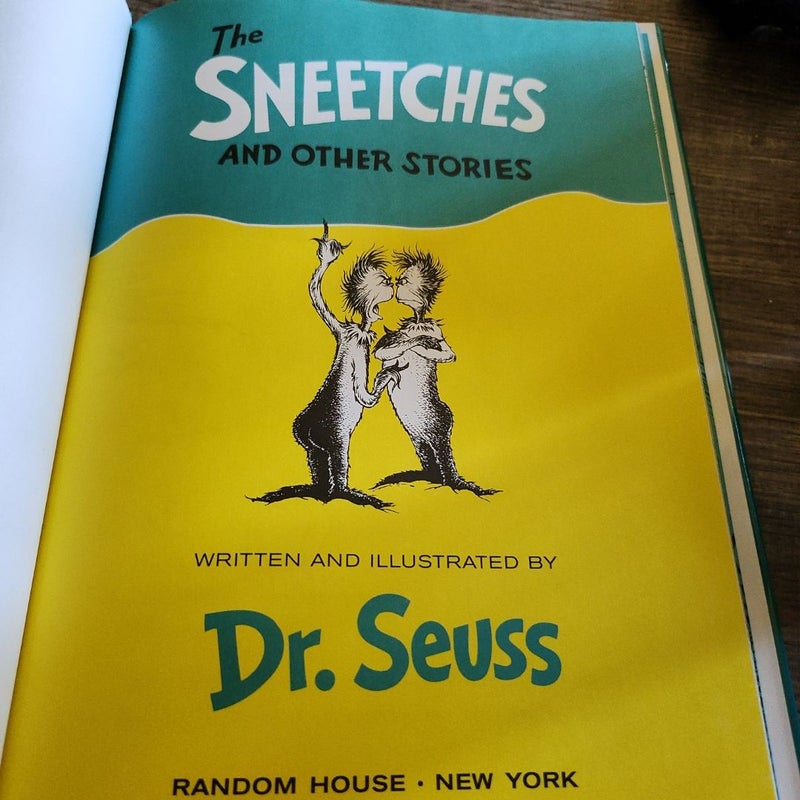 The
SNEETCHES
AND OTHER STORIES
WRITTEN AND ILLUSTRATED BY
Dr. Seuss
RANDOM HOUSE · NEW YORK